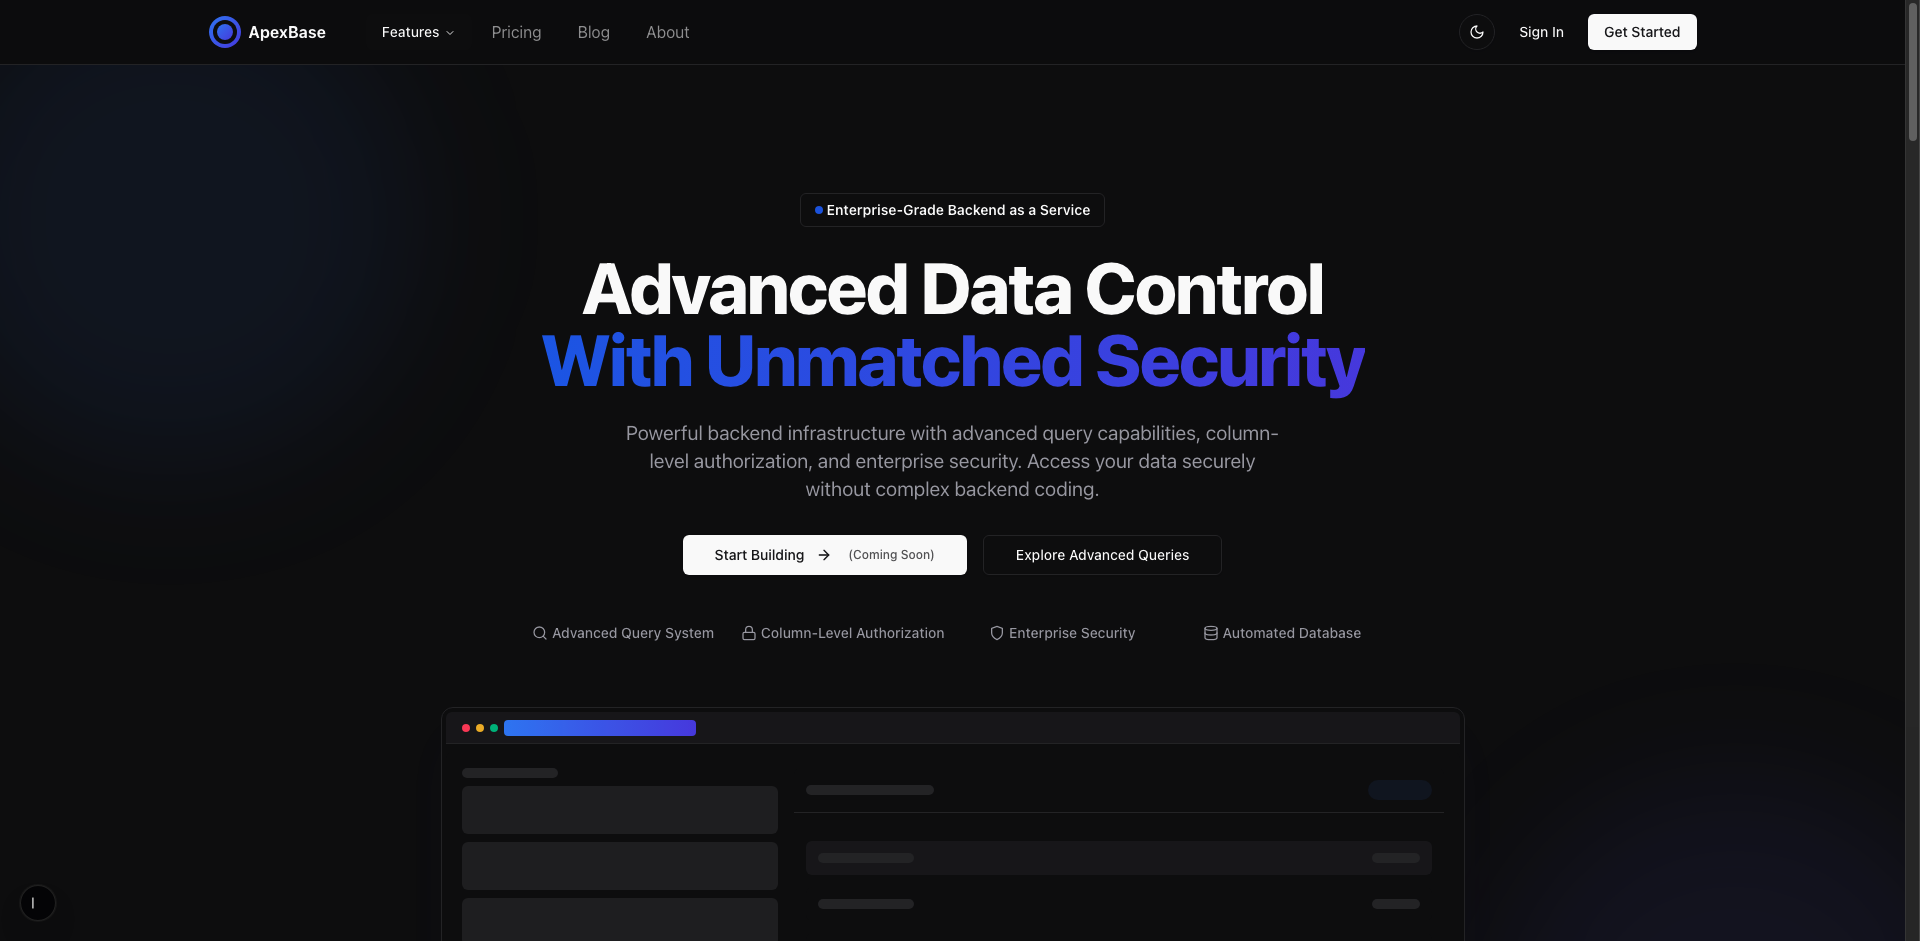 ApexBase
Features
Pricing
Blog
About
Sign In
Get Started
Enterprise-Grade Backend as a Service
Advanced Data Control
With Unmatched Security
Powerful backend infrastructure with advanced query capabilities, column-
level authorization, and enterprise security. Access your data securely
without complex backend coding.
Start Building → (Coming Soon)
Explore Advanced Queries
Advanced Query System
Column-Level Authorization
Enterprise Security
Automated Database